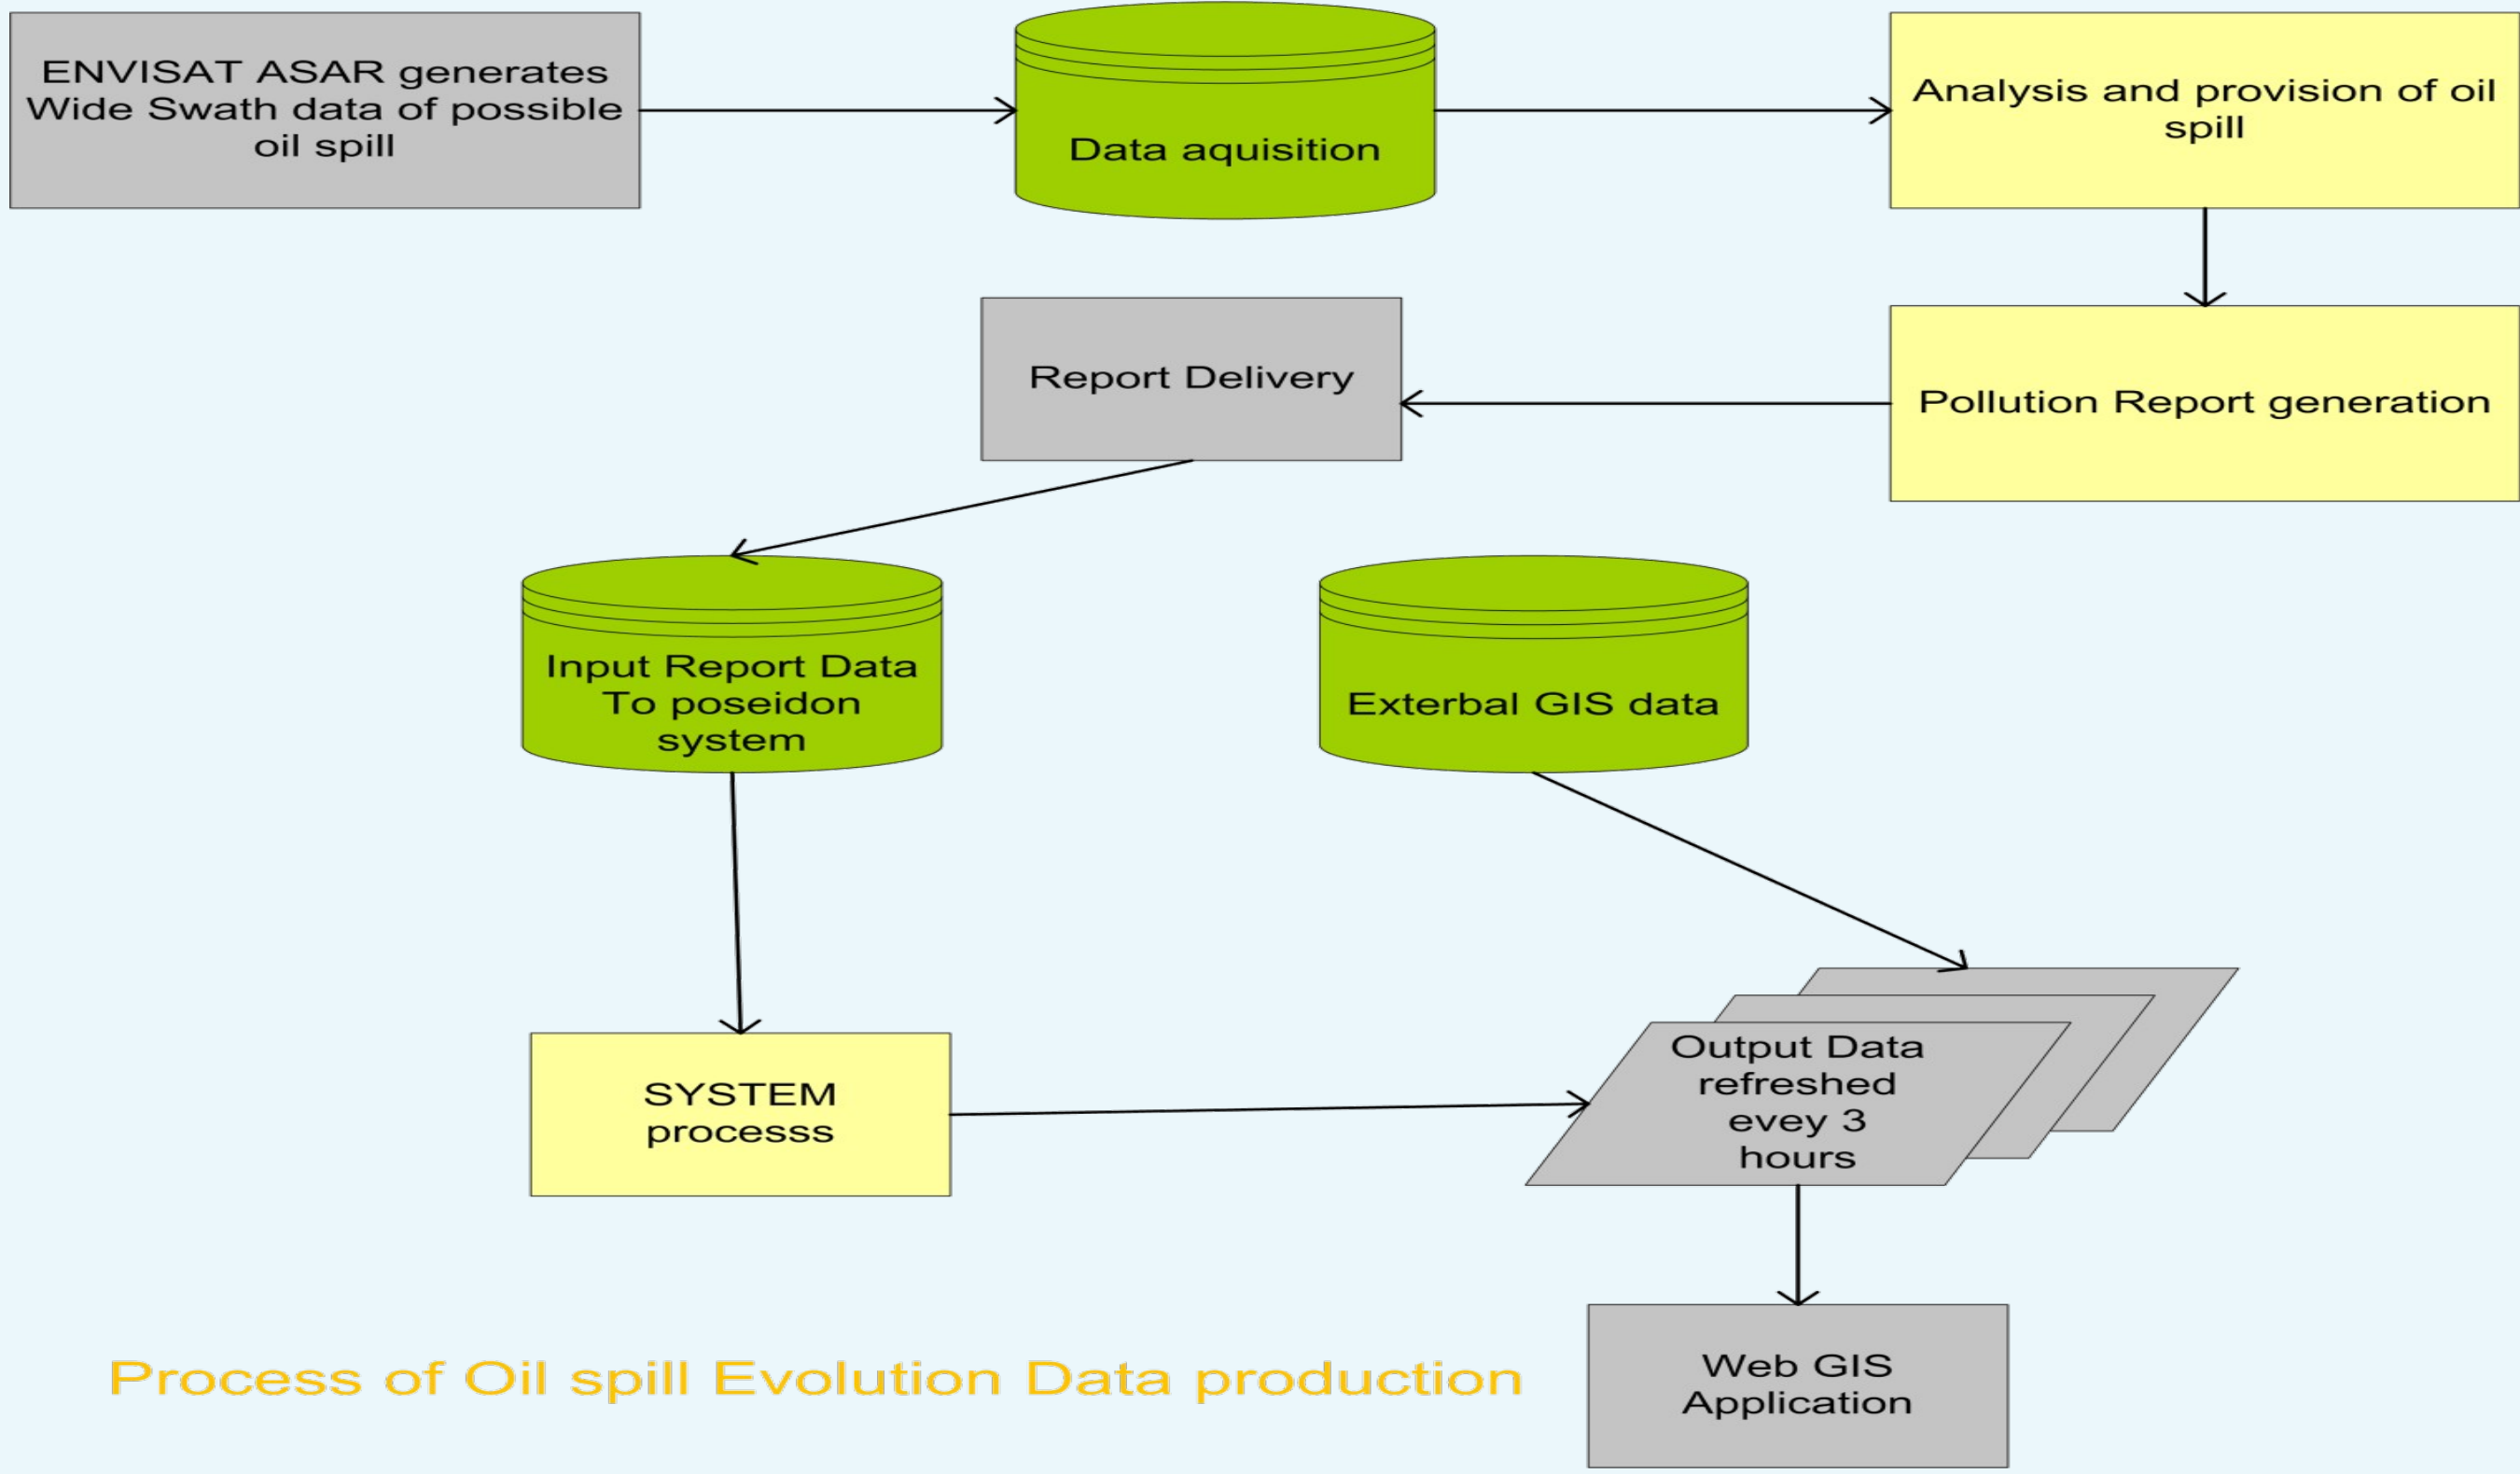 ENVISAT ASAR generates
Wide Swath data of possible
oil spill
Data aquisition
Analysis and provision of oil
spill
Report Delivery
Pollution Report generation
Input Report Data
To poseidon
system
Exterbal GIS data
SYSTEM
processs
Output Data
refreshed
evey 3
hours
Web GIS
Application
Process of Oil spill Evolution Data production